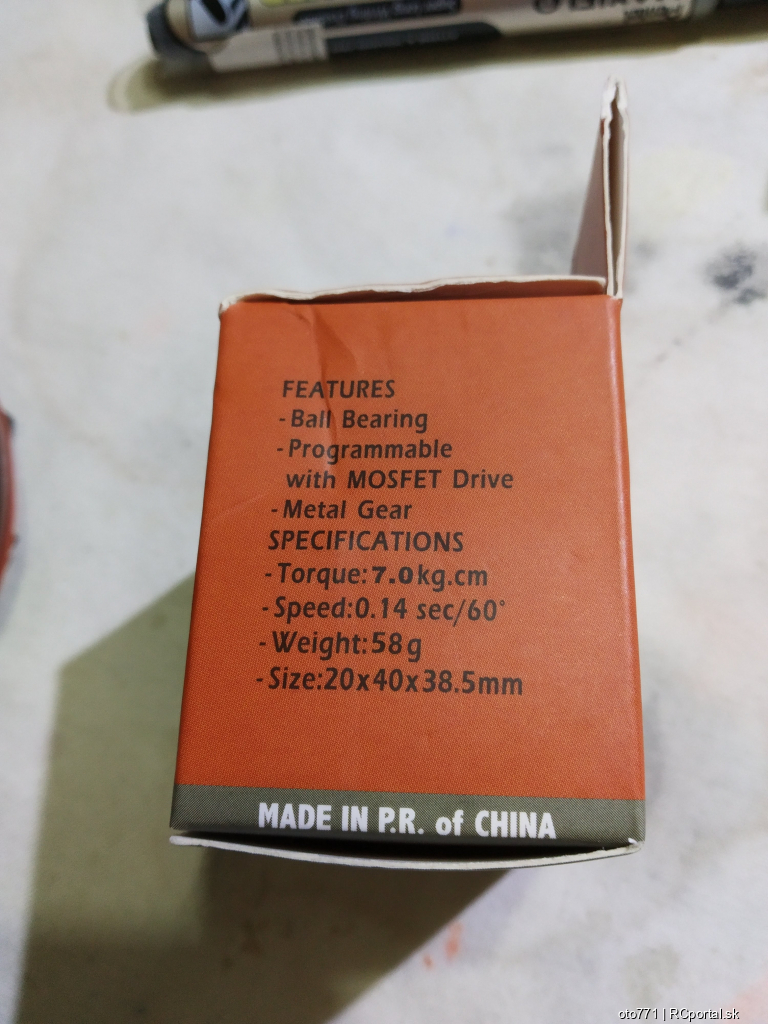 FEATURES
-Ball Bearing
-Programmable
with MOSFET Drive
-Metal Gear
SPECIFICATIONS
-Torque:7.0kg.cm
-Speed:0.14 sec/60°
-Weight:58g
-Size:20x40x38.5mm
MADE IN P.R. of CHINA
oto771 | RCportal.sk